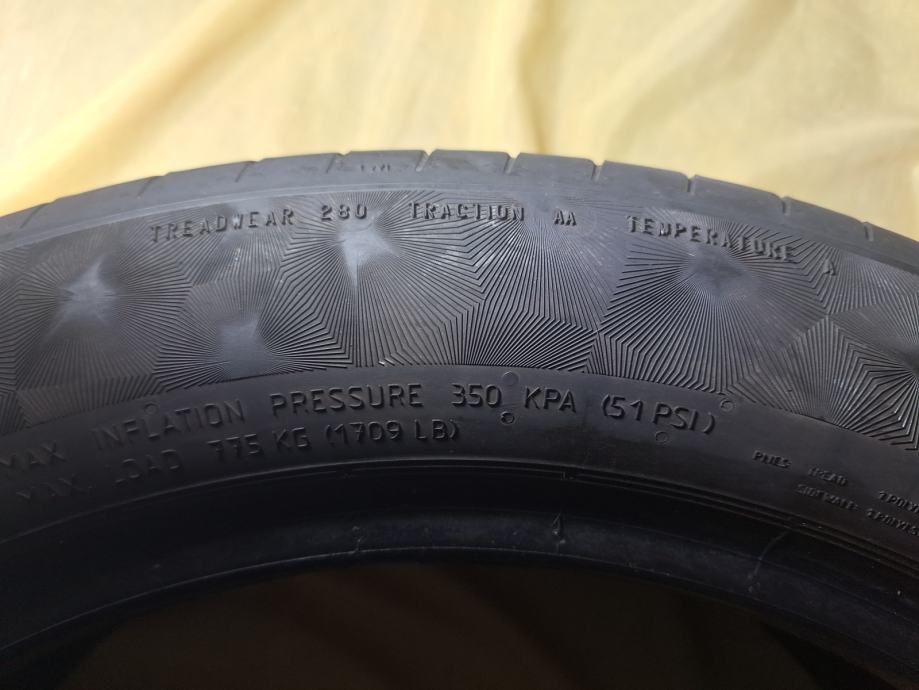 TREADWEAR 280 TRACTION AA TEMPERATURE A
MAX INFLATION PRESSURE 350 KPA (51 PSI)
MAX. LOAD 775 KG (1709 LB)
PLIES TREAD
SIDEWALL